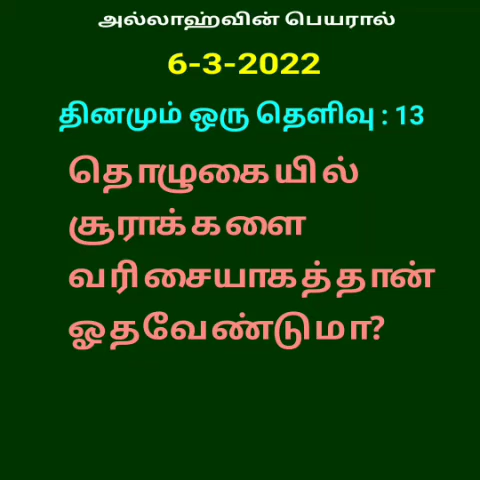 அல்லாஹ்வின் பெயரால்
6-3-2022
தினமும் ஒரு தெளிவு : 13
தொழுகையில்
சூராக்களை
வரிசையாகத்தான்
ஓதவேண்டுமா?